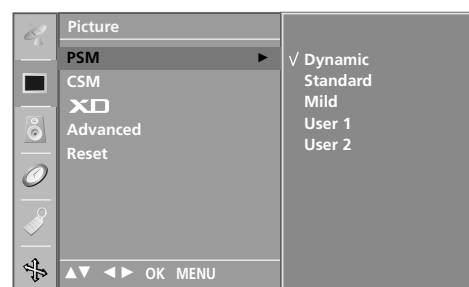 Picture
PSM ►
CSM
XD
Advanced
Reset
▲▼ ◄► OK MENU
√ Dynamic
Standard
Mild
User 1
User 2